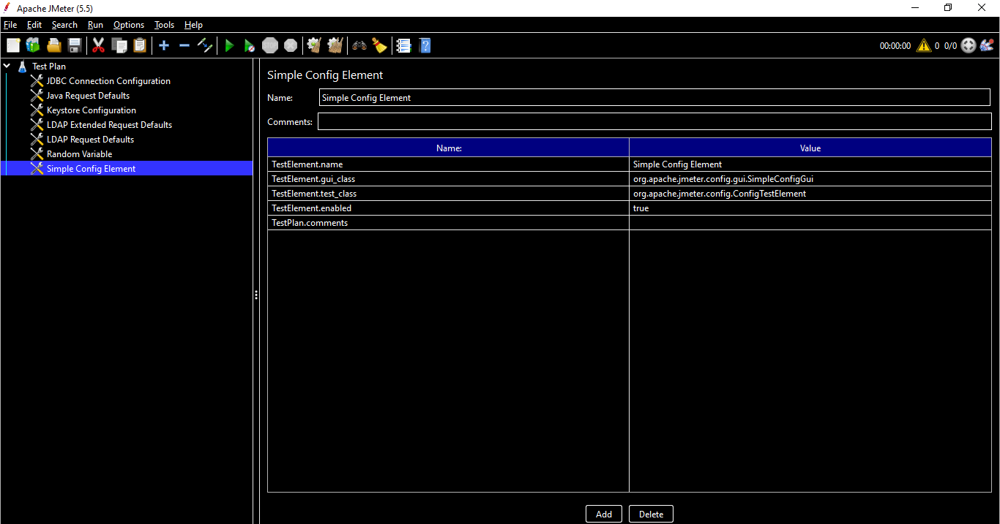 Apache JMeter (5.5)
File Edit Search Run Options Tools Help
00:00:00 0 0/0
Test Plan
JDBC Connection Configuration
Java Request Defaults
Keystore Configuration
LDAP Extended Request Defaults
LDAP Request Defaults
Random Variable
Simple Config Element
Simple Config Element
Name: Simple Config Element
Comments:
Name: Value
TestElement.name Simple Config Element
TestElement.gui_class org.apache.jmeter.config.gui.SimpleConfigGui
TestElement.test_class org.apache.jmeter.config.ConfigTestElement
TestElement.enabled true
TestPlan.comments
Add Delete